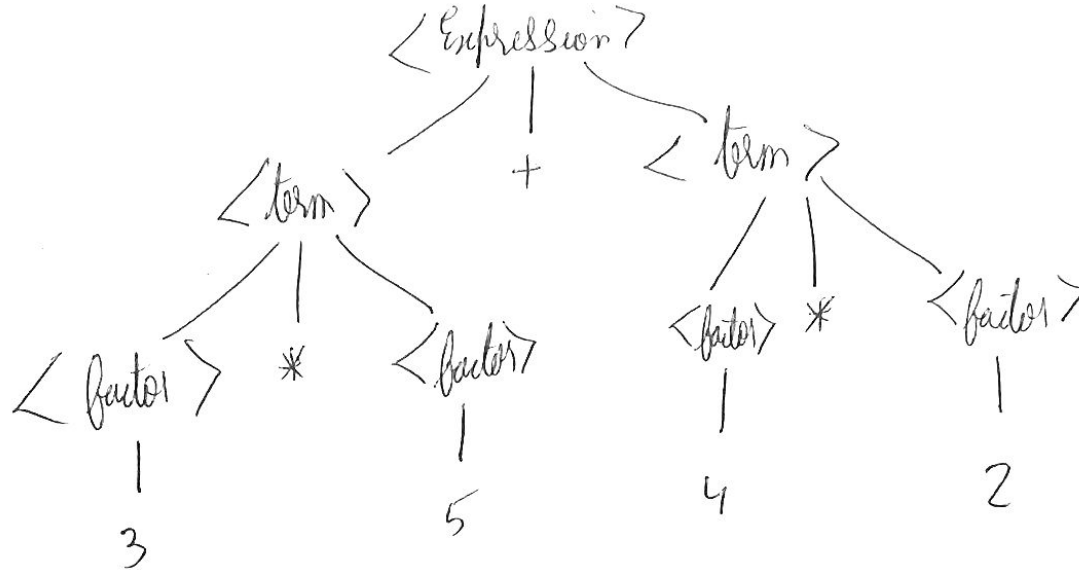 <Expression>
+ < term >
<term>
<factor> * <factor>
< factor > * <factor>
4 2
3 5